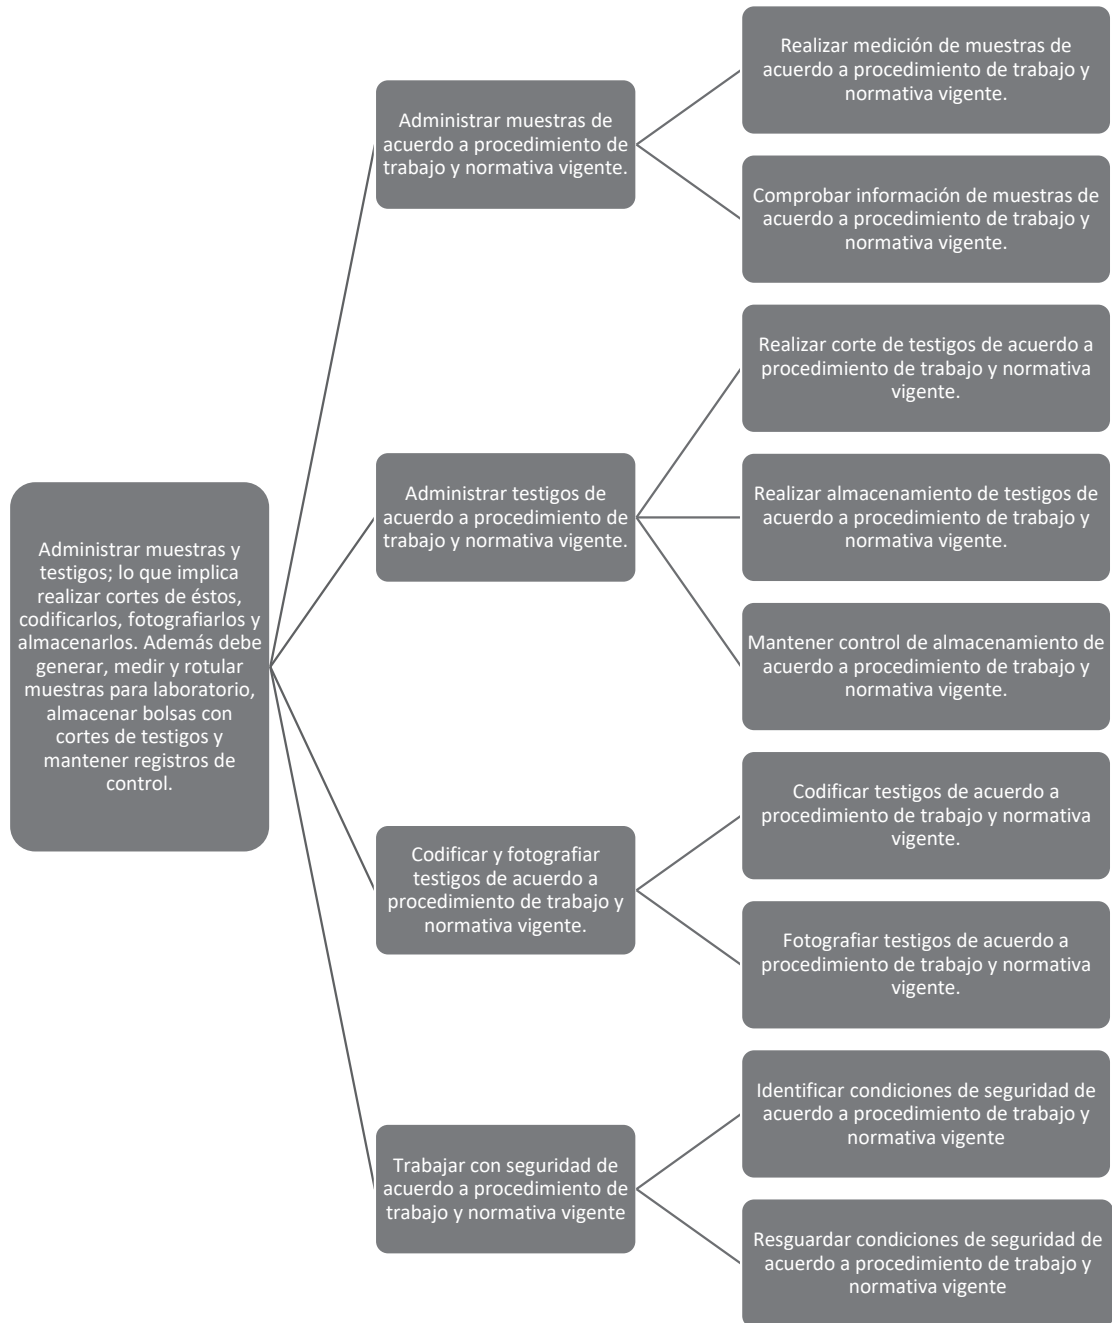 Administrar muestras y
testigos; lo que implica
realizar cortes de éstos,
codificarlos, fotografiarlos y
almacenarlos. Además debe
generar, medir y rotular
muestras para laboratorio,
almacenar bolsas con
cortes de testigos y
mantener registros de
control.
Administrar muestras de
acuerdo a procedimiento de
trabajo y normativa vigente.
Realizar medición de muestras de
acuerdo a procedimiento de trabajo y
normativa vigente.
Comprobar información de muestras de
acuerdo a procedimiento de trabajo y
normativa vigente.
Administrar testigos de
acuerdo a procedimiento de
trabajo y normativa vigente.
Realizar corte de testigos de acuerdo a
procedimiento de trabajo y normativa
vigente.
Realizar almacenamiento de testigos de
acuerdo a procedimiento de trabajo y
normativa vigente.
Mantener control de almacenamiento de
acuerdo a procedimiento de trabajo y
normativa vigente.
Codificar y fotografiar
testigos de acuerdo a
procedimiento de trabajo y
normativa vigente.
Codificar testigos de acuerdo a
procedimiento de trabajo y normativa
vigente.
Fotografiar testigos de acuerdo a
procedimiento de trabajo y normativa
vigente.
Trabajar con seguridad de
acuerdo a procedimiento de
trabajo y normativa vigente
Identificar condiciones de seguridad de
acuerdo a procedimiento de trabajo y
normativa vigente
Resguardar condiciones de seguridad de
acuerdo a procedimiento de trabajo y
normativa vigente